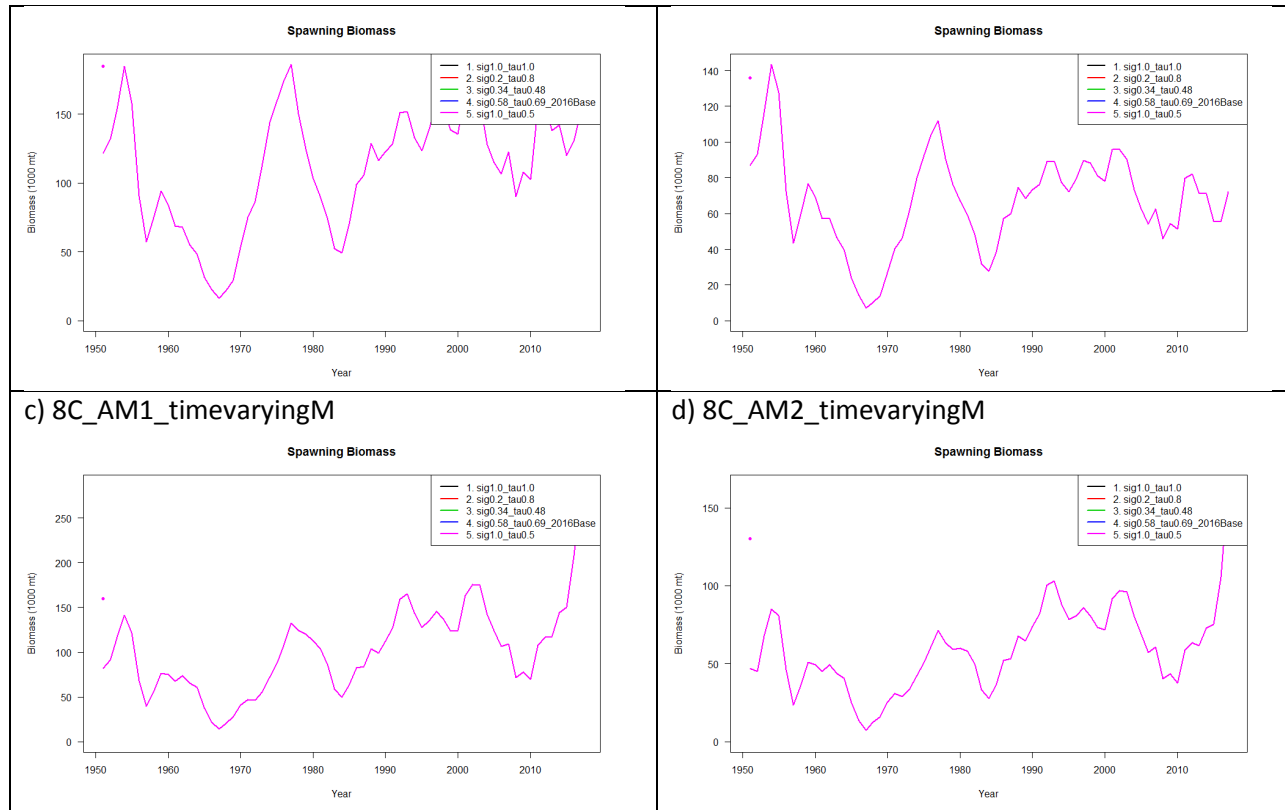 Spawning Biomass
1. sig1.0_tau1.0
2. sig0.2_tau0.8
3. sig0.34_tau0.48
4. sig0.58_tau0.69_2016Base
5. sig1.0_tau0.5
Biomass (1000 mt)
150
100
50
0
1950 1960 1970 1980 1990 2000 2010
Year
Spawning Biomass
1. sig1.0_tau1.0
2. sig0.2_tau0.8
3. sig0.34_tau0.48
4. sig0.58_tau0.69_2016Base
5. sig1.0_tau0.5
Biomass (1000 mt)
140
120
100
80
60
40
20
0
1950 1960 1970 1980 1990 2000 2010
Year
c) 8C_AM1_timevaryingM
Spawning Biomass
1. sig1.0_tau1.0
2. sig0.2_tau0.8
3. sig0.34_tau0.48
4. sig0.58_tau0.69_2016Base
5. sig1.0_tau0.5
Biomass (1000 mt)
250
200
150
100
50
0
1950 1960 1970 1980 1990 2000 2010
Year
d) 8C_AM2_timevaryingM
Spawning Biomass
1. sig1.0_tau1.0
2. sig0.2_tau0.8
3. sig0.34_tau0.48
4. sig0.58_tau0.69_2016Base
5. sig1.0_tau0.5
Biomass (1000 mt)
150
100
50
0
1950 1960 1970 1980 1990 2000 2010
Year